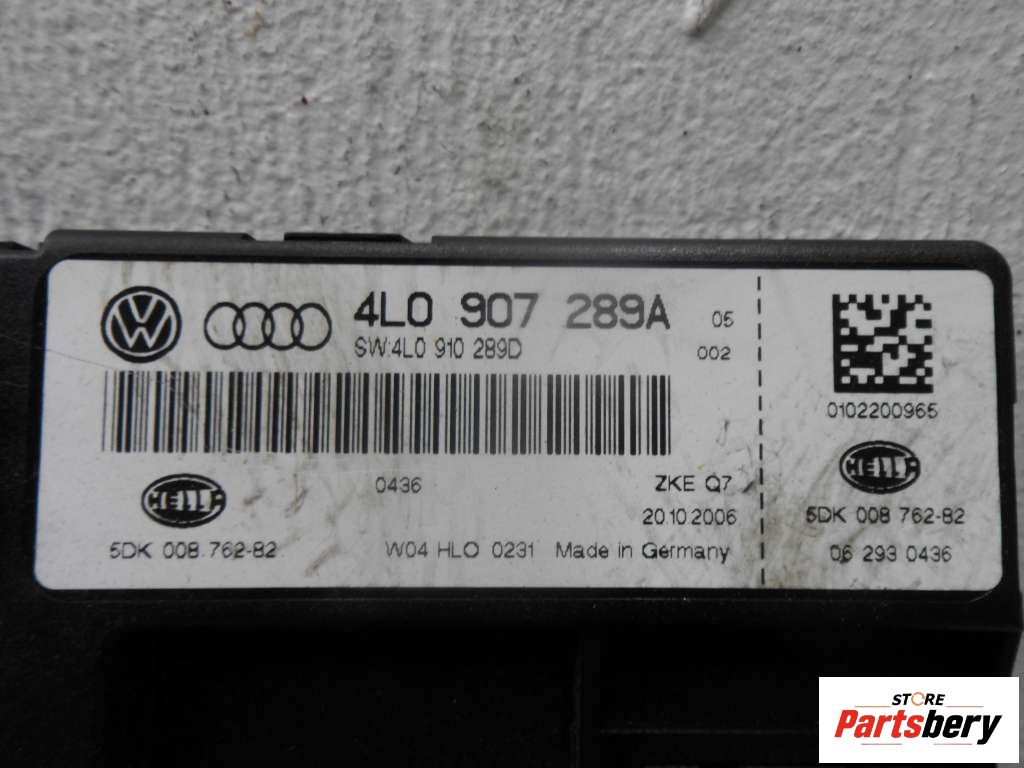 4L0 907 289A 05
SW:4L0 910 289D 002
0102200965
0436 ZKE Q7
HELLA HELLA
20.10.2006 5DK 008 762-82
5DK 008 762-82 W04 HLO 0231 Made in Germany 06 293 0436
STORE
Partsbery